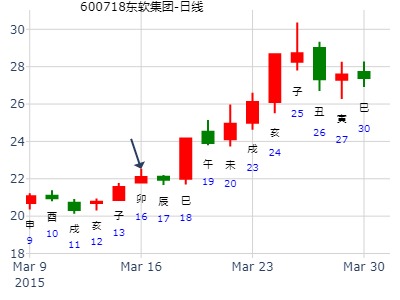 600718东软集团-日线
30
28
26
24
22
20
18
申
9
酉
10
戌
11
亥
12
子
13
卯
16
辰
17
巳
18
午
19
未
20
戌
23
亥
24
子
25
丑
26
寅
27
巳
30
Mar 9
2015
Mar 16
Mar 23
Mar 30